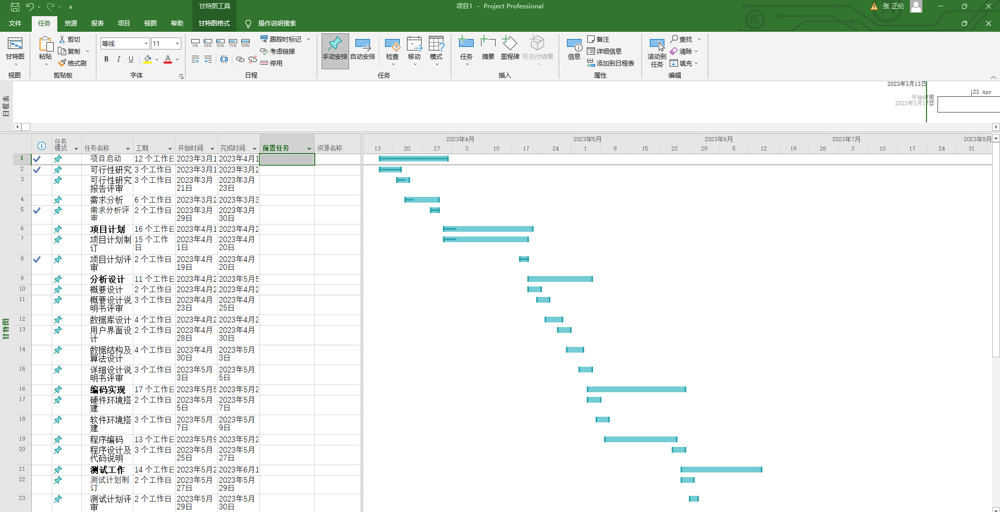 甘特图工具
项目1 - Project Professional
张 正伦
文件 任务 资源 报表 项目 视图 帮助 甘特图格式 操作说明搜索
甘特图
视图
粘贴
剪切
复制
格式刷
剪贴板
等线 11
B I U A
字体
0% 25% 50% 75% 100%
跟踪时标记
考虑链接
停用
日程
手动安排 自动安排 检查 移动 模式
任务
任务 摘要 里程碑 可交付结果
插入
信息
备注
详细信息
添加到日程表
属性
滚动到
任务
查找
清除
填充
编辑
日程表
2023年3月13日
开始时间
2023年3月17日
23 Apr
甘特图
任务
模式 任务名称 工期 开始时间 完成时间 前置任务 资源名称
2023年4月 2023年5月 2023年6月 2023年7月 2023年8月
13 20 27 3 10 17 24 1 8 15 22 29 5 12 19 26 3 10 17 24 31
1 项目启动 12 个工作日 2023年3月1 2023年4月1
2 可行性研究 3 个工作日 2023年3月1 2023年3月2
3 可行性研究 3 个工作日 2023年3月 2023年3月
报告评审 21日 23日
4 需求分析 6 个工作日 2023年3月2 2023年3月3
5 需求分析评 2 个工作日 2023年3月 2023年3月
审 29日 30日
6 项目计划 16 个工作日 2023年4月1 2023年4月2
7 项目计划制 15 个工作 2023年4月 2023年4月
订 日 1日 20日
8 项目计划评 2 个工作日 2023年4月 2023年4月
审 19日 20日
9 分析设计 11 个工作日 2023年4月2 2023年5月5
10 概要设计 2 个工作日 2023年4月2 2023年4月2
11 概要设计说 3 个工作日 2023年4月 2023年4月
明书评审 23日 25日
12 数据库设计 4 个工作日 2023年4月2 2023年4月2
13 用户界面设 2 个工作日 2023年4月 2023年4月
计 28日 30日
14 数据结构及 4 个工作日 2023年4月 2023年5月
算法设计 30日 3日
15 详细设计说 3 个工作日 2023年5月 2023年5月
明书评审 3日 5日
16 编码实现 17 个工作日 2023年5月5 2023年5月2
17 硬件环境搭 2 个工作日 2023年5月 2023年5月
建 5日 7日
18 软件环境搭 3 个工作日 2023年5月 2023年5月
建 7日 9日
19 程序编码 13 个工作日 2023年5月9 2023年5月2
20 程序设计及 3 个工作日 2023年5月 2023年5月
代码说明 25日 27日
21 测试工作 14 个工作日 2023年5月2 2023年6月1
22 测试计划制 2 个工作日 2023年5月 2023年5月
订 27日 29日
23 测试计划评 2 个工作日 2023年5月 2023年5月
审 29日 30日